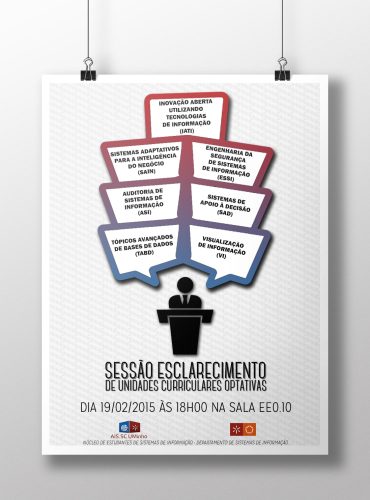 INOVAÇÃO ABERTA
UTILIZANDO
TECNOLOGIAS
DE INFORMAÇÃO
(IATI)
SISTEMAS ADAPTATIVOS
PARA A INTELIGÊNCIA
DO NEGÓCIO
(SAIN)
ENGENHARIA DA
SEGURANÇA
DE SISTEMAS
DE INFORMAÇÃO
(ESSI)
AUDITORIA DE
SISTEMAS DE
INFORMAÇÃO
(ASI)
SISTEMAS DE
APOIO À DECISÃO
(SAD)
TÓPICOS AVANÇADOS
DE BASES DE DADOS
(TABD)
VISUALIZAÇÃO
DE INFORMAÇÃO
(VI)
SESSÃO ESCLARECIMENTO
DE UNIDADES CURRICULARES OPTATIVAS
DIA 19/02/2015 ÀS 18H00 NA SALA EE0.10
AIS.SC UMinho
NÚCLEO DE ESTUDANTES DE SISTEMAS DE INFORMAÇÃO - DEPARTAMENTO DE SISTEMAS DE INFORMAÇÃO